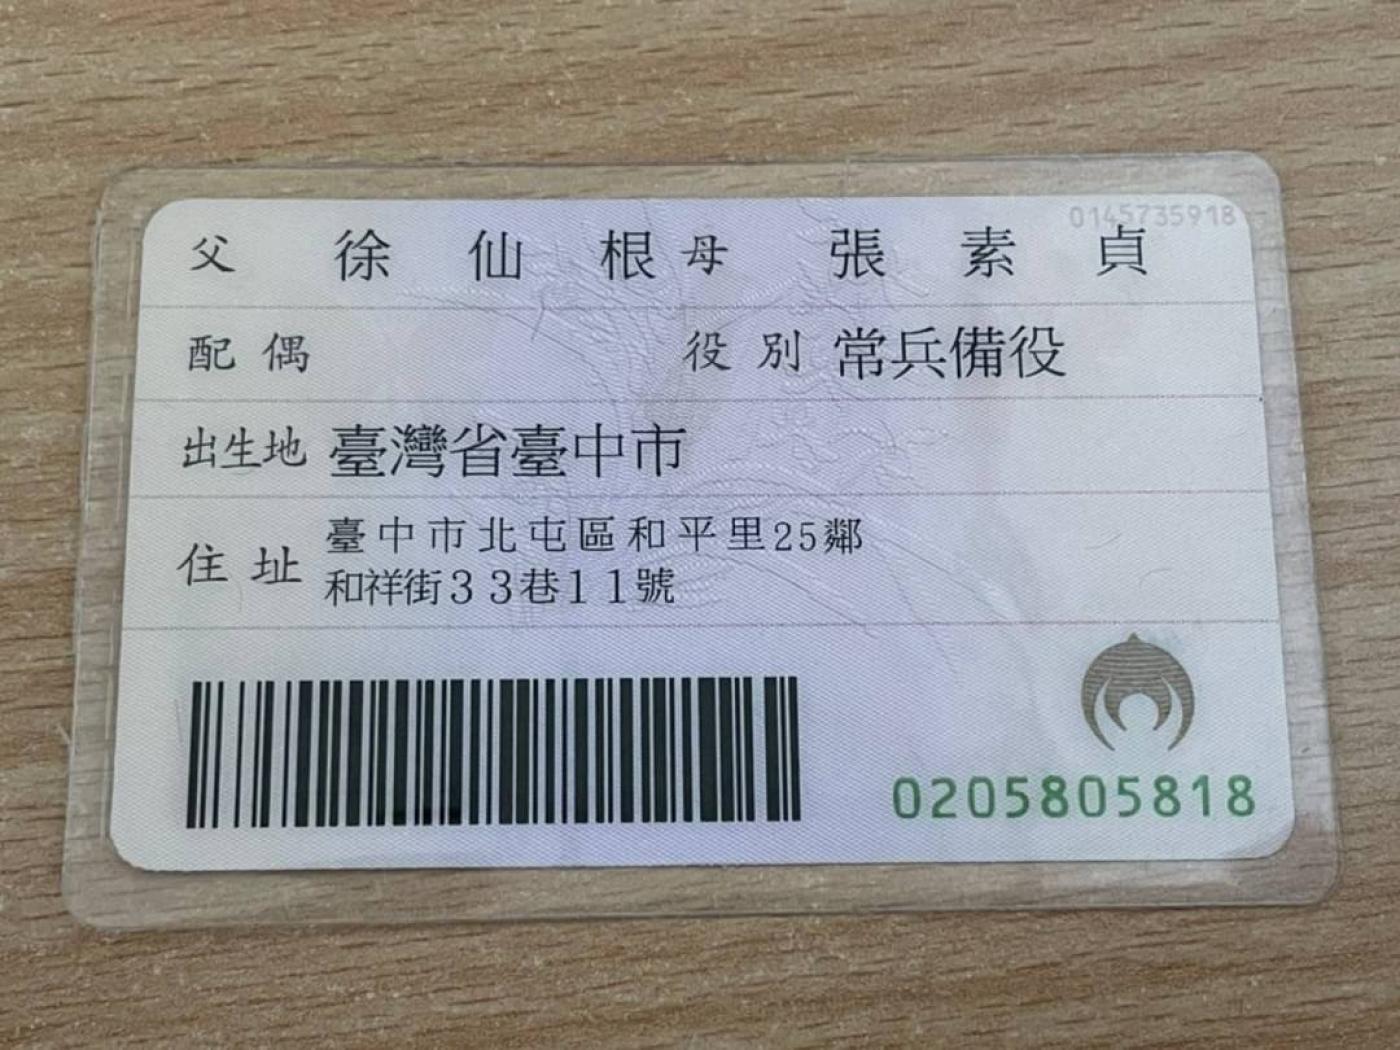 0145735918
父 徐仙根 母 張素貞
配偶 役別 常兵備役
出生地 臺灣省臺中市
住址 臺中市北屯區和平里25鄰
和祥街33巷11號
0205805818